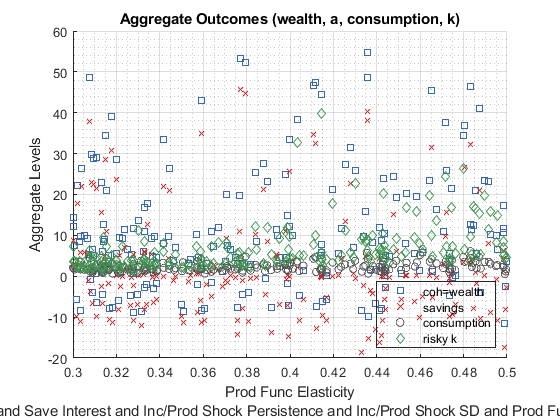 Aggregate Outcomes (wealth, a, consumption, k)
60
50
40
30
20
10
0
-10
-20
Aggregate Levels
coh=wealth
savings
consumption
risky k
0.3 0.32 0.34 0.36 0.38 0.4 0.42 0.44 0.46 0.48 0.5
Prod Func Elasticity
and Save Interest and Inc/Prod Shock Persistence and Inc/Prod Shock SD and Prod Fu